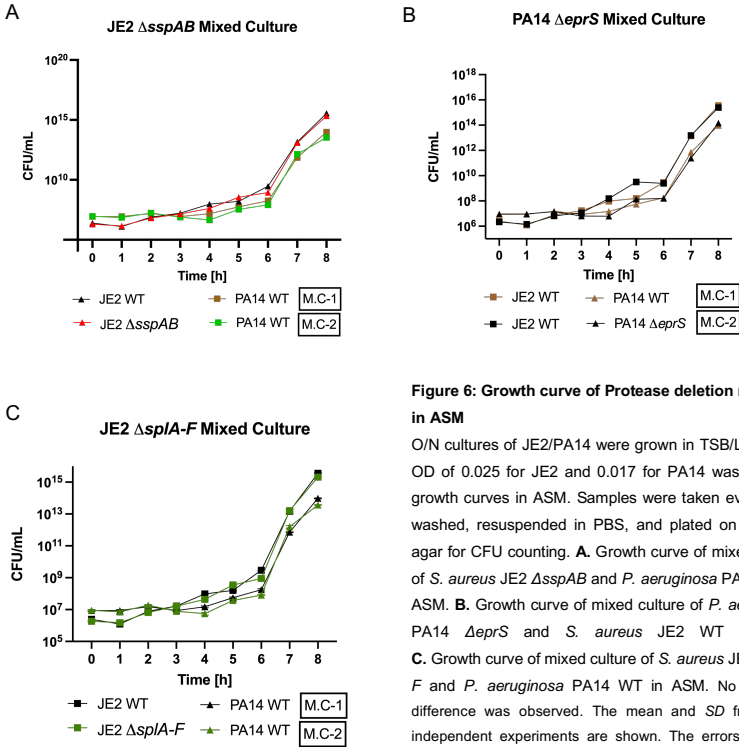 A
JE2 ΔsspAB Mixed Culture
CFU/mL
10^20
10^15
10^10
0 1 2 3 4 5 6 7 8
Time [h]
JE2 WT PA14 WT M.C-1
JE2 ΔsspAB PA14 WT M.C-2
B
PA14 ΔeprS Mixed Culture
CFU/mL
10^18
10^16
10^14
10^12
10^10
10^8
10^6
0 1 2 3 4 5 6 7 8
Time [h]
JE2 WT PA14 WT M.C-1
JE2 WT PA14 ΔeprS M.C-2
C
JE2 ΔsplA-F Mixed Culture
CFU/mL
10^15
10^13
10^11
10^9
10^7
10^5
0 1 2 3 4 5 6 7 8
Time [h]
JE2 WT PA14 WT M.C-1
JE2 ΔsplA-F PA14 WT M.C-2
Figure 6: Growth curve of Protease deletion
in ASM
O/N cultures of JE2/PA14 were grown in TSB/
OD of 0.025 for JE2 and 0.017 for PA14 was
growth curves in ASM. Samples were taken
washed, resuspended in PBS, and plated on
agar for CFU counting. A. Growth curve of
of S. aureus JE2 ΔsspAB and P. aeruginosa
ASM. B. Growth curve of mixed culture of P.
PA14 ΔeprS and S. aureus JE2 WT
C. Growth curve of mixed culture of S. aureus
F and P. aeruginosa PA14 WT in ASM. No
difference was observed. The mean and SD
independent experiments are shown. The errors